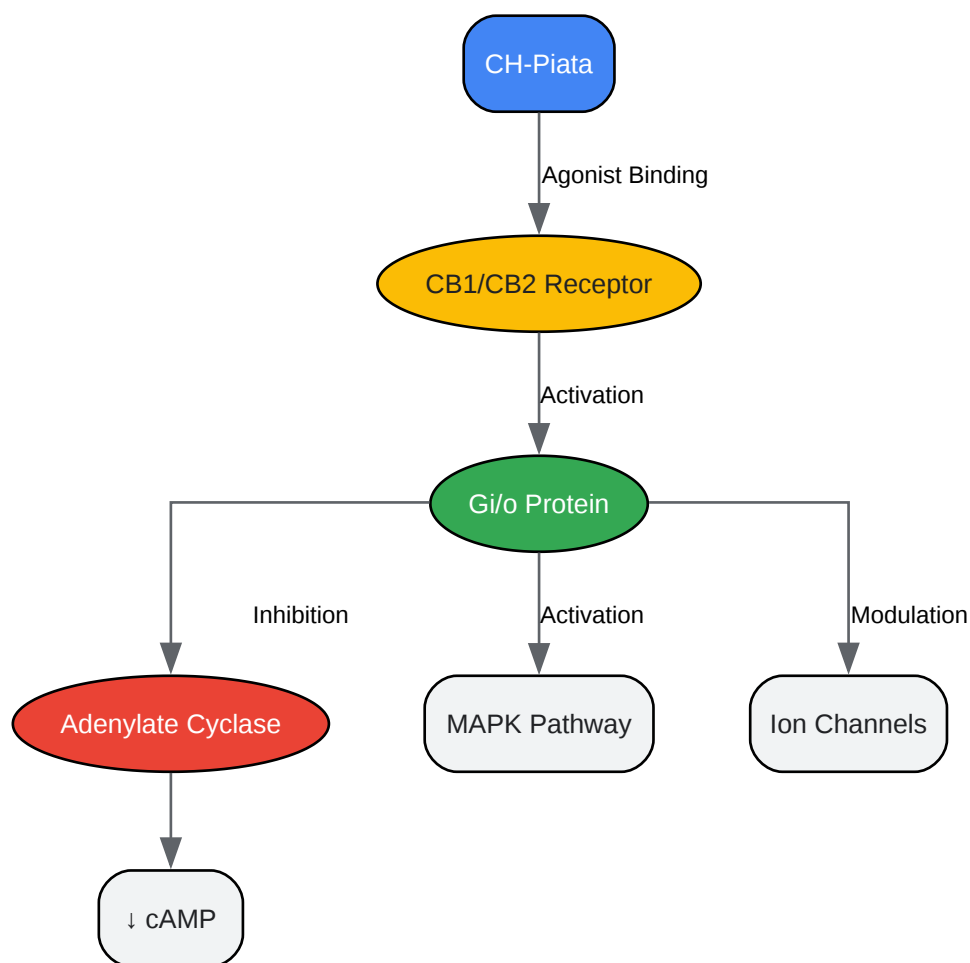 CH-Piata
Agonist Binding
CB1/CB2 Receptor
Activation
Gi/o Protein
Inhibition
Activation
Modulation
Adenylate Cyclase
MAPK Pathway
Ion Channels
↓ cAMP